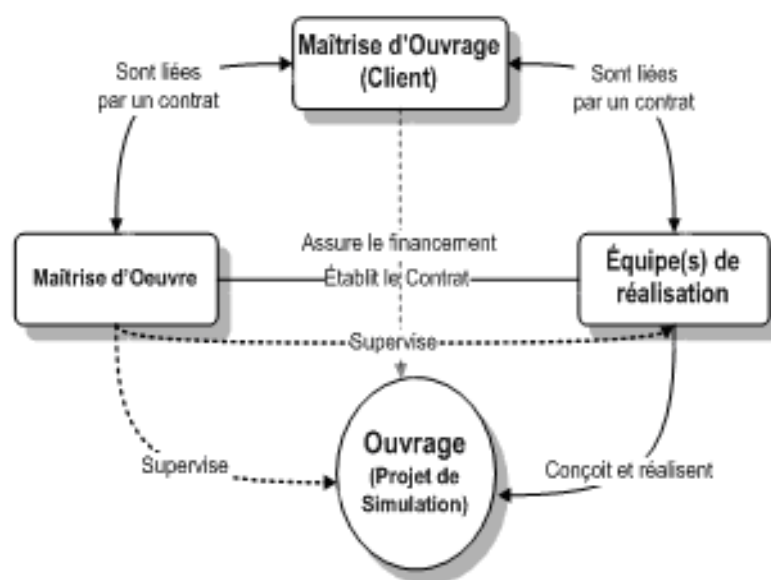 Maîtrise d'Ouvrage
(Client)
Sont liées
par un contrat
Sont liées
par un contrat
Assure le financement
Maîtrise d'Oeuvre
Établit le Contrat
Équipe(s) de
réalisation
Supervise
Supervise
Ouvrage
(Projet de
Simulation)
Conçoit et réalisent